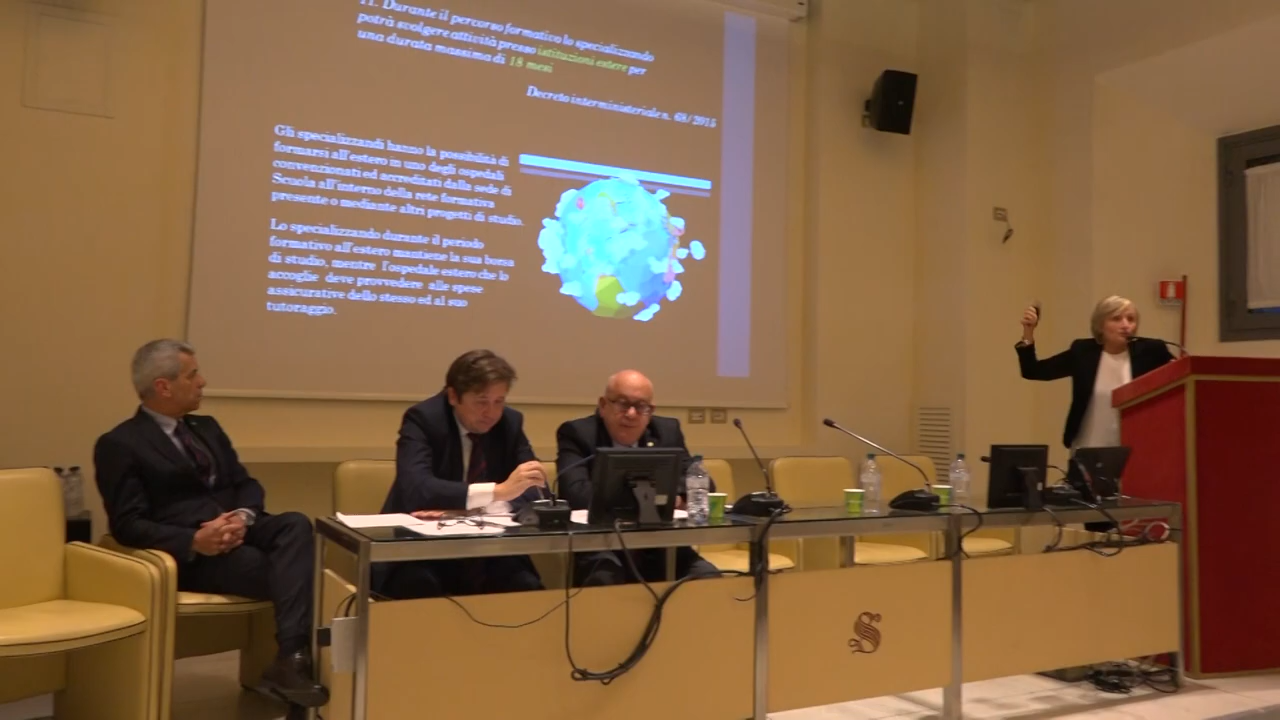 11. Durante il percorso formativo lo specializzando
potrà svolgere attività presso istituzioni estere per
una durata massima di 18 mesi
Decreto interministeriale n. 68/2015
Gli specializzandi hanno la possibilità di
formarsi all'estero in uno degli ospedali
convenzionati ed accreditati dalla sede di
Scuola all'interno della rete formativa
presente o mediante altri progetti di studio.
Lo specializzando durante il periodo
formativo all'estero mantiene la sua borsa
di studio, mentre l'ospedale estero che lo
accoglie deve provvedere alle spese
assicurative dello stesso ed al suo
tutoraggio.
S